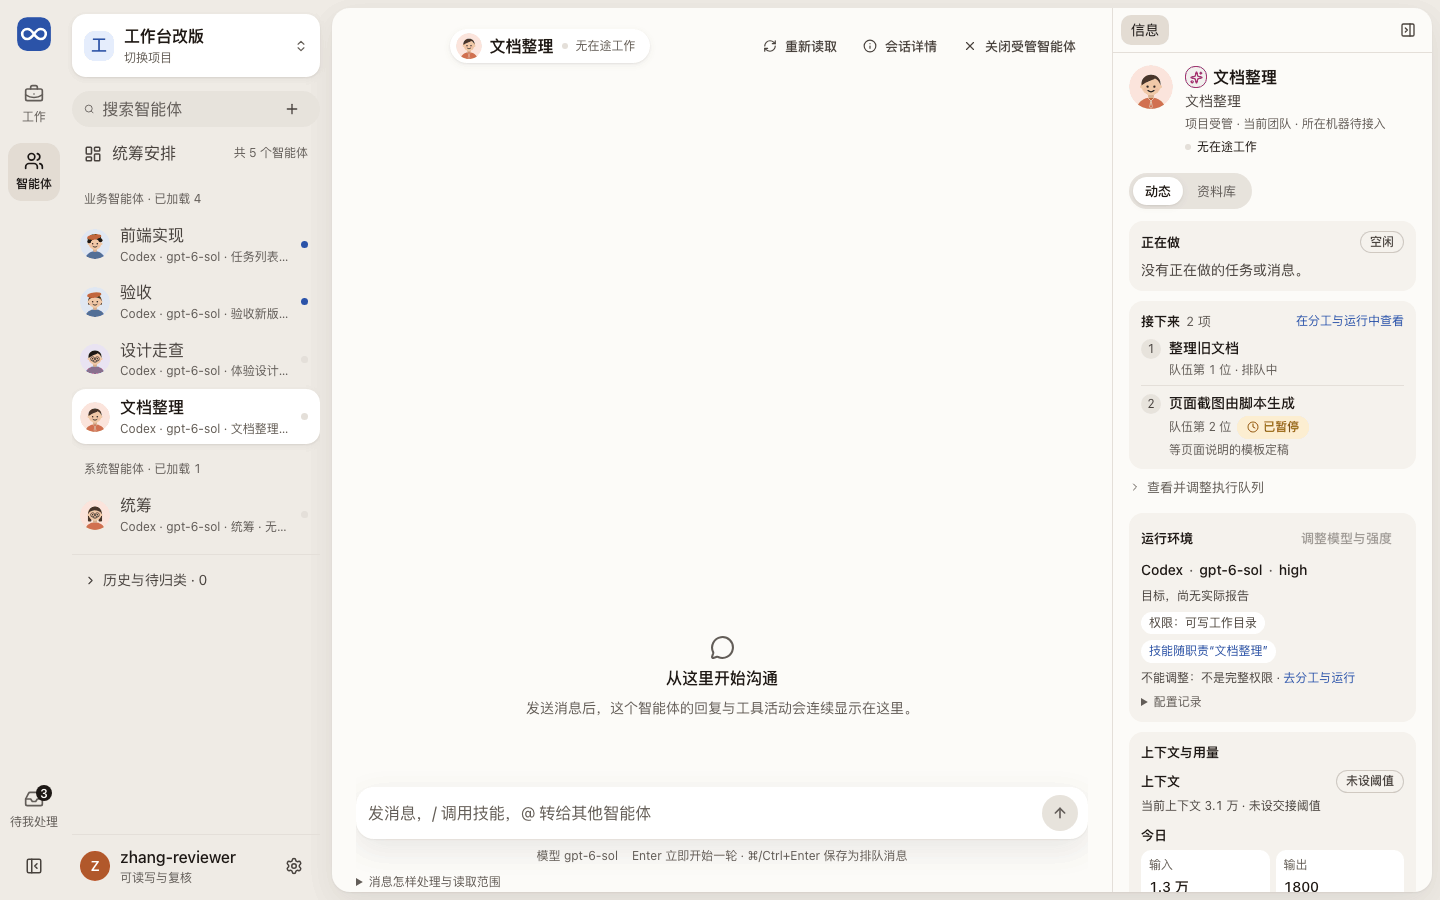 工作
智能体
3
待我处理
工
工作台改版
切换项目
搜索智能体
统筹安排
共 5 个智能体
业务智能体 · 已加载 4
前端实现
Codex · gpt-6-sol · 任务列表…
验收
Codex · gpt-6-sol · 验收新版…
设计走查
Codex · gpt-6-sol · 体验设计…
文档整理
Codex · gpt-6-sol · 文档整理…
系统智能体 · 已加载 1
统筹
Codex · gpt-6-sol · 统筹 · 无…
历史与待归类 · 0
Z
zhang-reviewer
可读写与复核
文档整理
无在途工作
重新读取
会话详情
关闭受管智能体
从这里开始沟通
发送消息后，这个智能体的回复与工具活动会连续显示在这里。
发消息，/ 调用技能，@ 转给其他智能体
模型 gpt-6-sol Enter 立即开始一轮 · ⌘/Ctrl+Enter 保存为排队消息
消息怎样处理与读取范围
信息
文档整理
文档整理
项目受管 · 当前团队 · 所在机器待接入
无在途工作
动态
资料库
正在做
空闲
没有正在做的任务或消息。
接下来 2 项
在分工与运行中查看
1
整理旧文档
队伍第 1 位 · 排队中
2
页面截图由脚本生成
队伍第 2 位
已暂停
等页面说明的模板定稿
查看并调整执行队列
运行环境
调整模型与强度
Codex · gpt-6-sol · high
目标，尚无实际报告
权限：可写工作目录
技能随职责“文档整理”
不能调整：不是完整权限 · 去分工与运行
配置记录
上下文与用量
上下文
未设阈值
当前上下文 3.1 万 · 未设交接阈值
今日
输入
输出
1.3 万
1800